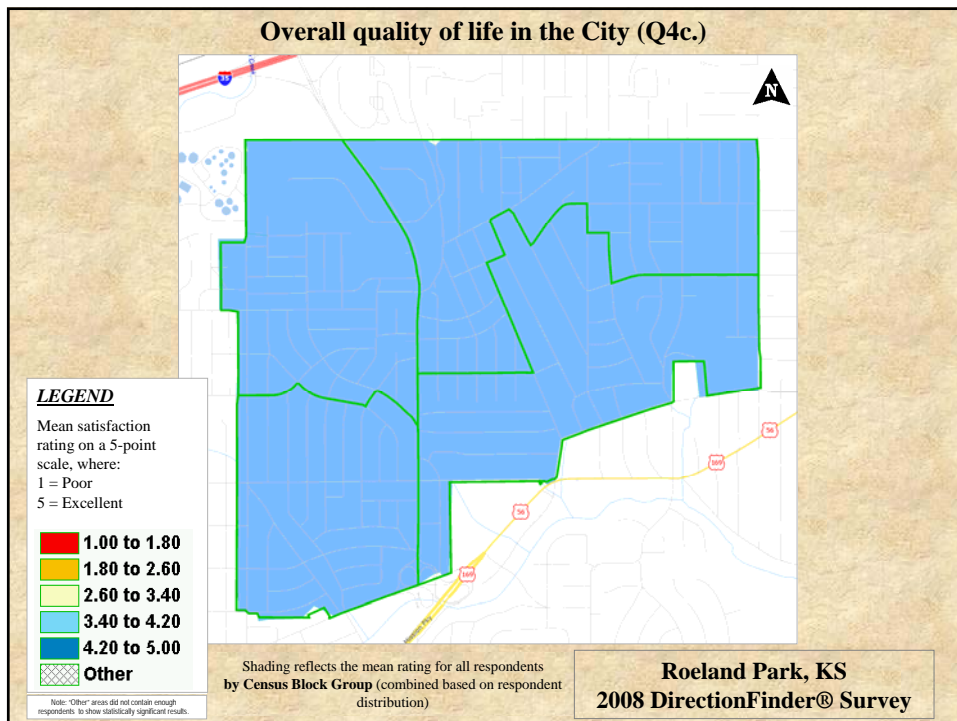 Overall quality of life in the City (Q4c.)
35
Creek
N
LEGEND
Mean satisfaction
rating on a 5-point
scale, where:
1 = Poor
5 = Excellent
1.00 to 1.80
1.80 to 2.60
2.60 to 3.40
3.40 to 4.20
4.20 to 5.00
Other
56
169
56
169
Note: "Other" areas did not contain enough
respondents to show statistically significant results.
Shading reflects the mean rating for all respondents
by Census Block Group (combined based on respondent
distribution)
Roeland Park, KS
2008 DirectionFinder® Survey